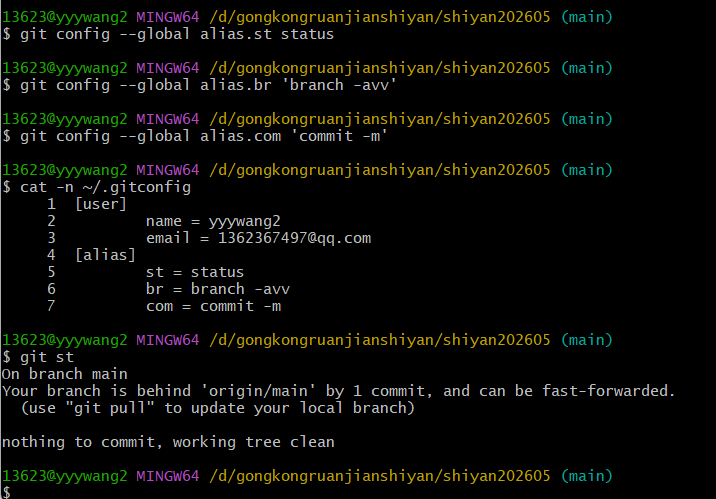 13623@yyywang2 MINGW64 /d/gongkongruanjianshiyan/shiyan202605 (main)
$ git config --global alias.st status

13623@yyywang2 MINGW64 /d/gongkongruanjianshiyan/shiyan202605 (main)
$ git config --global alias.br 'branch -avv'

13623@yyywang2 MINGW64 /d/gongkongruanjianshiyan/shiyan202605 (main)
$ git config --global alias.com 'commit -m'

13623@yyywang2 MINGW64 /d/gongkongruanjianshiyan/shiyan202605 (main)
$ cat -n ~/.gitconfig
     1  [user]
     2          name = yyywang2
     3          email = 1362367497@qq.com
     4  [alias]
     5          st = status
     6          br = branch -avv
     7          com = commit -m

13623@yyywang2 MINGW64 /d/gongkongruanjianshiyan/shiyan202605 (main)
$ git st
On branch main
Your branch is behind 'origin/main' by 1 commit, and can be fast-forwarded.
  (use "git pull" to update your local branch)

nothing to commit, working tree clean

13623@yyywang2 MINGW64 /d/gongkongruanjianshiyan/shiyan202605 (main)
$